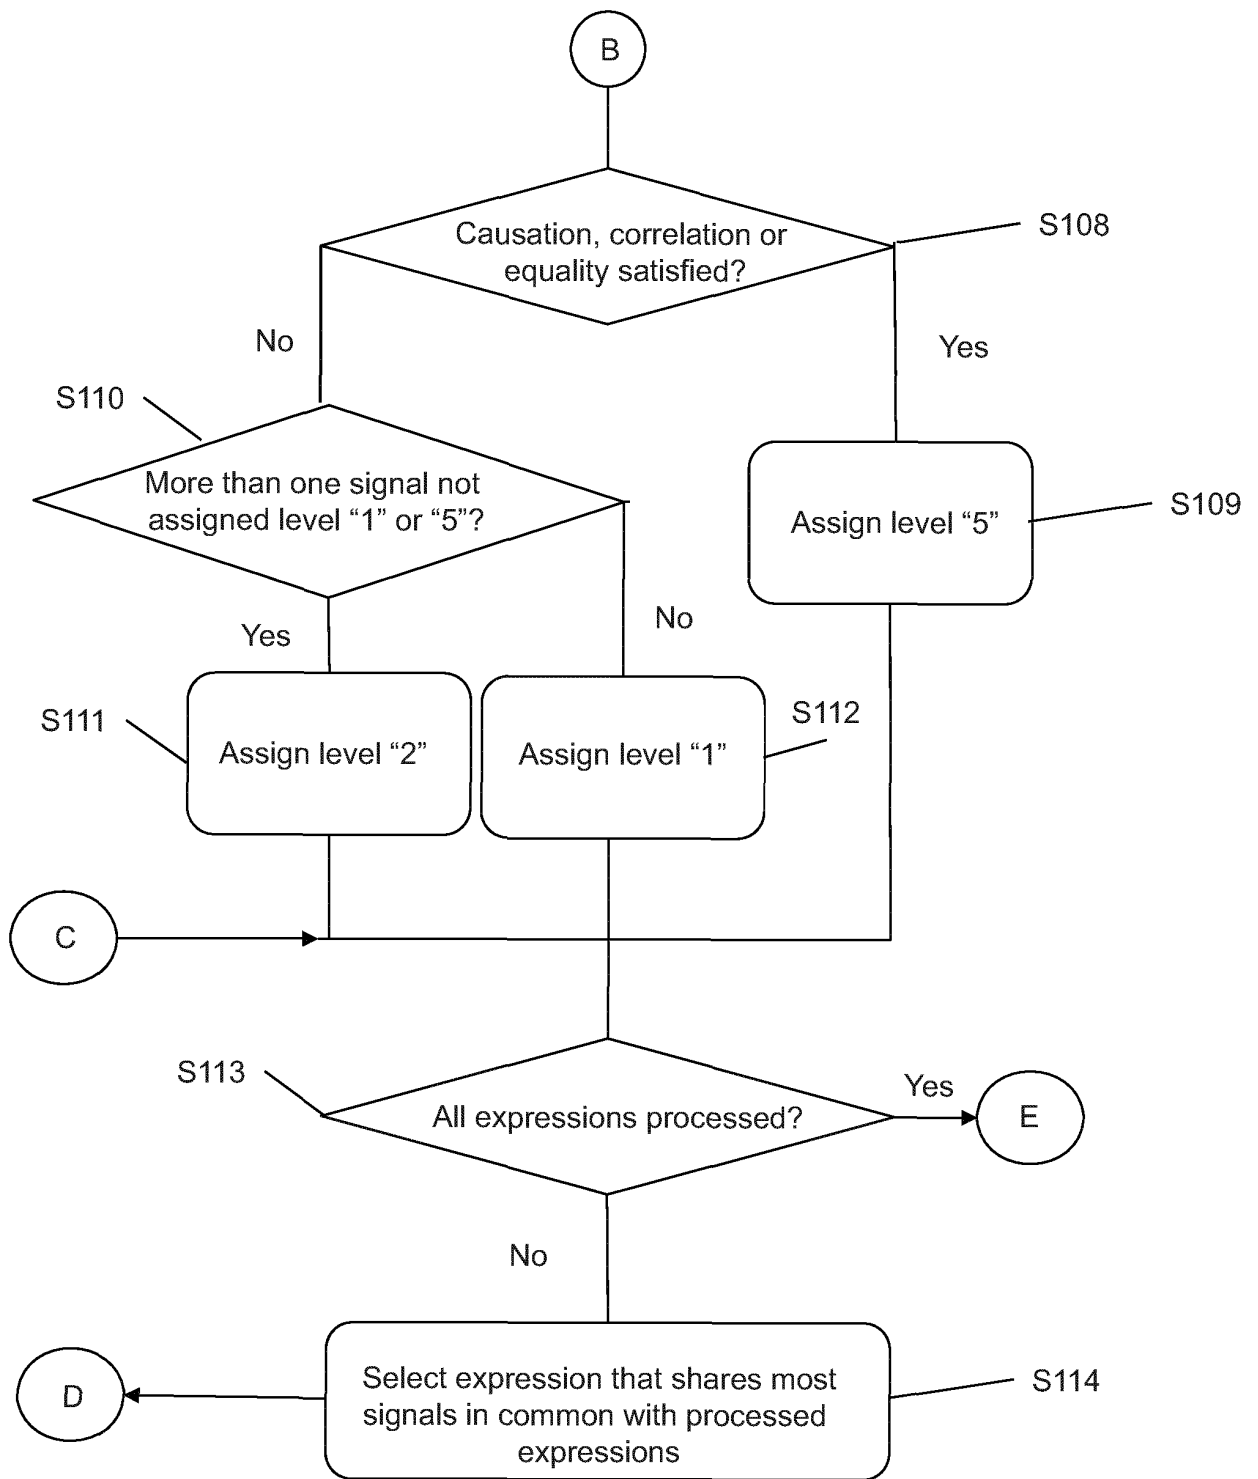 B
Causation, correlation or
equality satisfied?
S108
No
Yes
S110
More than one signal not
assigned level “1” or “5”?
Assign level “5”
S109
Yes
No
S111
Assign level “2”
Assign level “1”
S112
C
S113
All expressions processed?
Yes
E
No
D
Select expression that shares most
signals in common with processed
expressions
S114